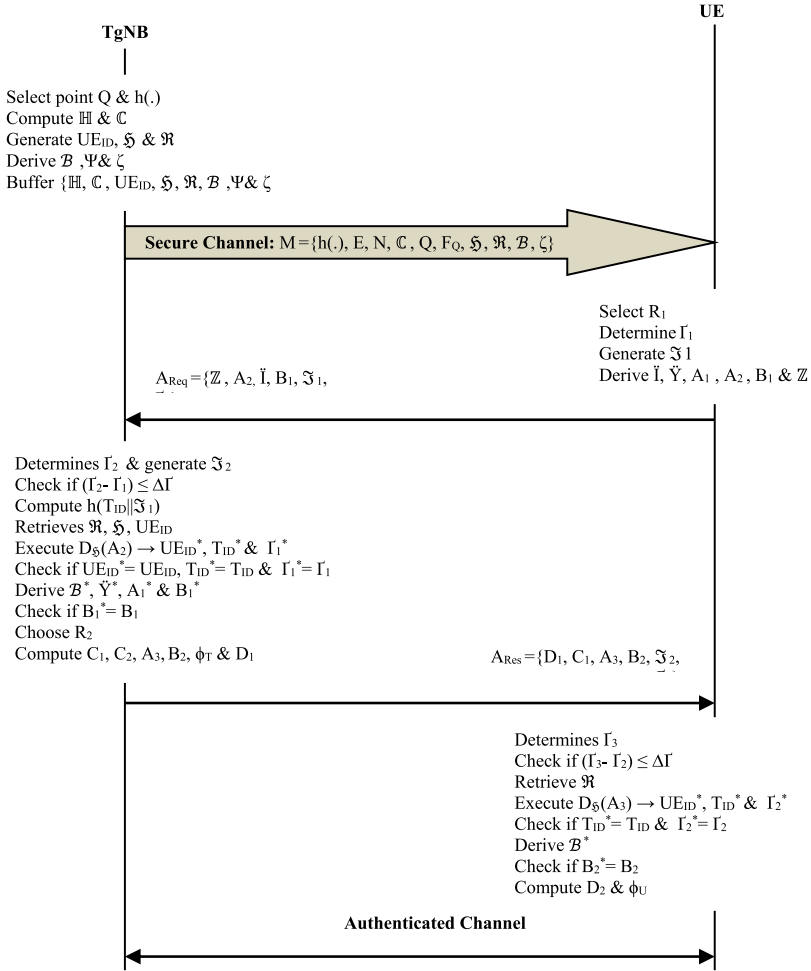 UE
TgNB
Select point Q & h(.)
Compute ℍ & ℂ
Generate UE_ID, ℌ & ℜ
Derive ℬ ,Ψ& ζ
Buffer {ℍ, ℂ, UE_ID, ℌ, ℜ, ℬ ,Ψ& ζ
Secure Channel: M={h(.), E, N, ℂ, Q, F_Q, ℌ, ℜ, ℬ, ζ}
Select R₁
Determine Ґ₁
Generate ℑ1
Derive Ï, Ÿ, A₁ , A₂ , B₁ & ℤ
A_Req={ℤ, A₂, Ï, B₁, ℑ₁,
Determines Ґ₂ & generate ℑ₂
Check if (Ґ₂- Ґ₁) ≤ ΔҐ
Compute h(T_ID||ℑ₁)
Retrieves ℜ, ℌ, UE_ID
Execute D_ℌ(A₂) → UE_ID*, T_ID* & Ґ₁*
Check if UE_ID*= UE_ID, T_ID*= T_ID & Ґ₁*= Ґ₁
Derive ℬ*, Ÿ*, A₁* & B₁*
Check if B₁*= B₁
Choose R₂
Compute C₁, C₂, A₃, B₂, ϕ_T & D₁
A_Res={D₁, C₁, A₃, B₂, ℑ₂,
Determines Ґ₃
Check if (Ґ₃- Ґ₂) ≤ ΔҐ
Retrieve ℜ
Execute D_ℌ(A₃) → UE_ID*, T_ID* & Ґ₂*
Check if T_ID*= T_ID & Ґ₂*= Ґ₂
Derive ℬ*
Check if B₂*= B₂
Compute D₂ & ϕ_U
Authenticated Channel